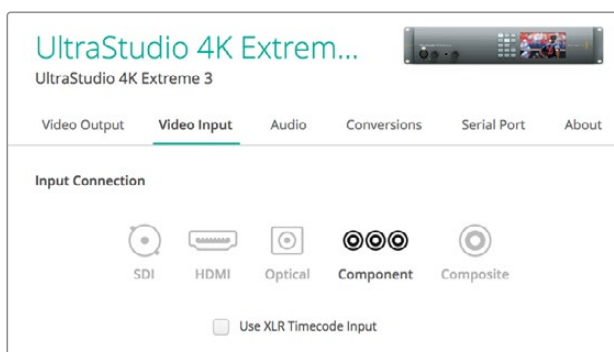 UltraStudio 4K Extrem...
UltraStudio 4K Extreme 3
Video Output Video Input Audio Conversions Serial Port About
Input Connection
SDI HDMI Optical Component Composite
Use XLR Timecode Input